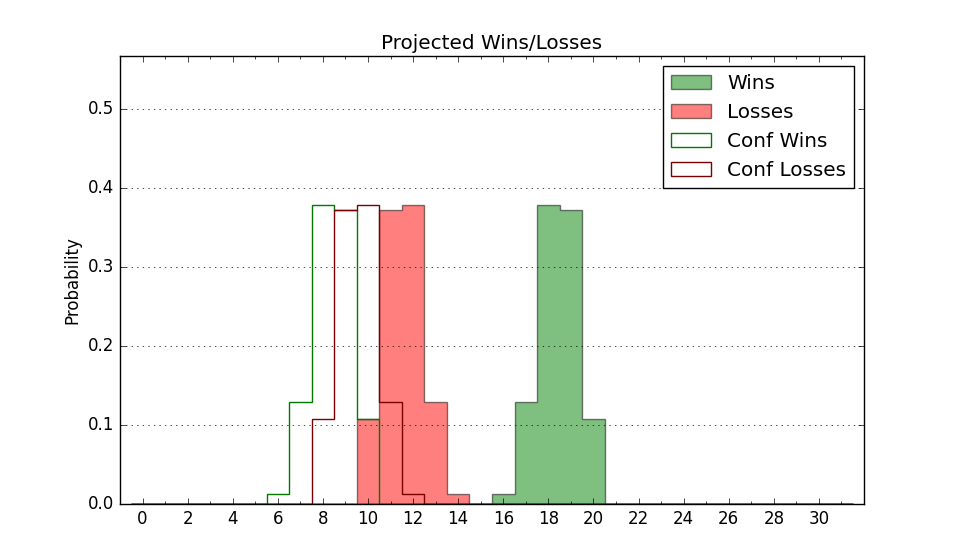 Projected Wins/Losses
Wins
Losses
Conf Wins
Conf Losses
Probability
0.5
0.4
0.3
0.2
0.1
0.0
0 2 4 6 8 10 12 14 16 18 20 22 24 26 28 30